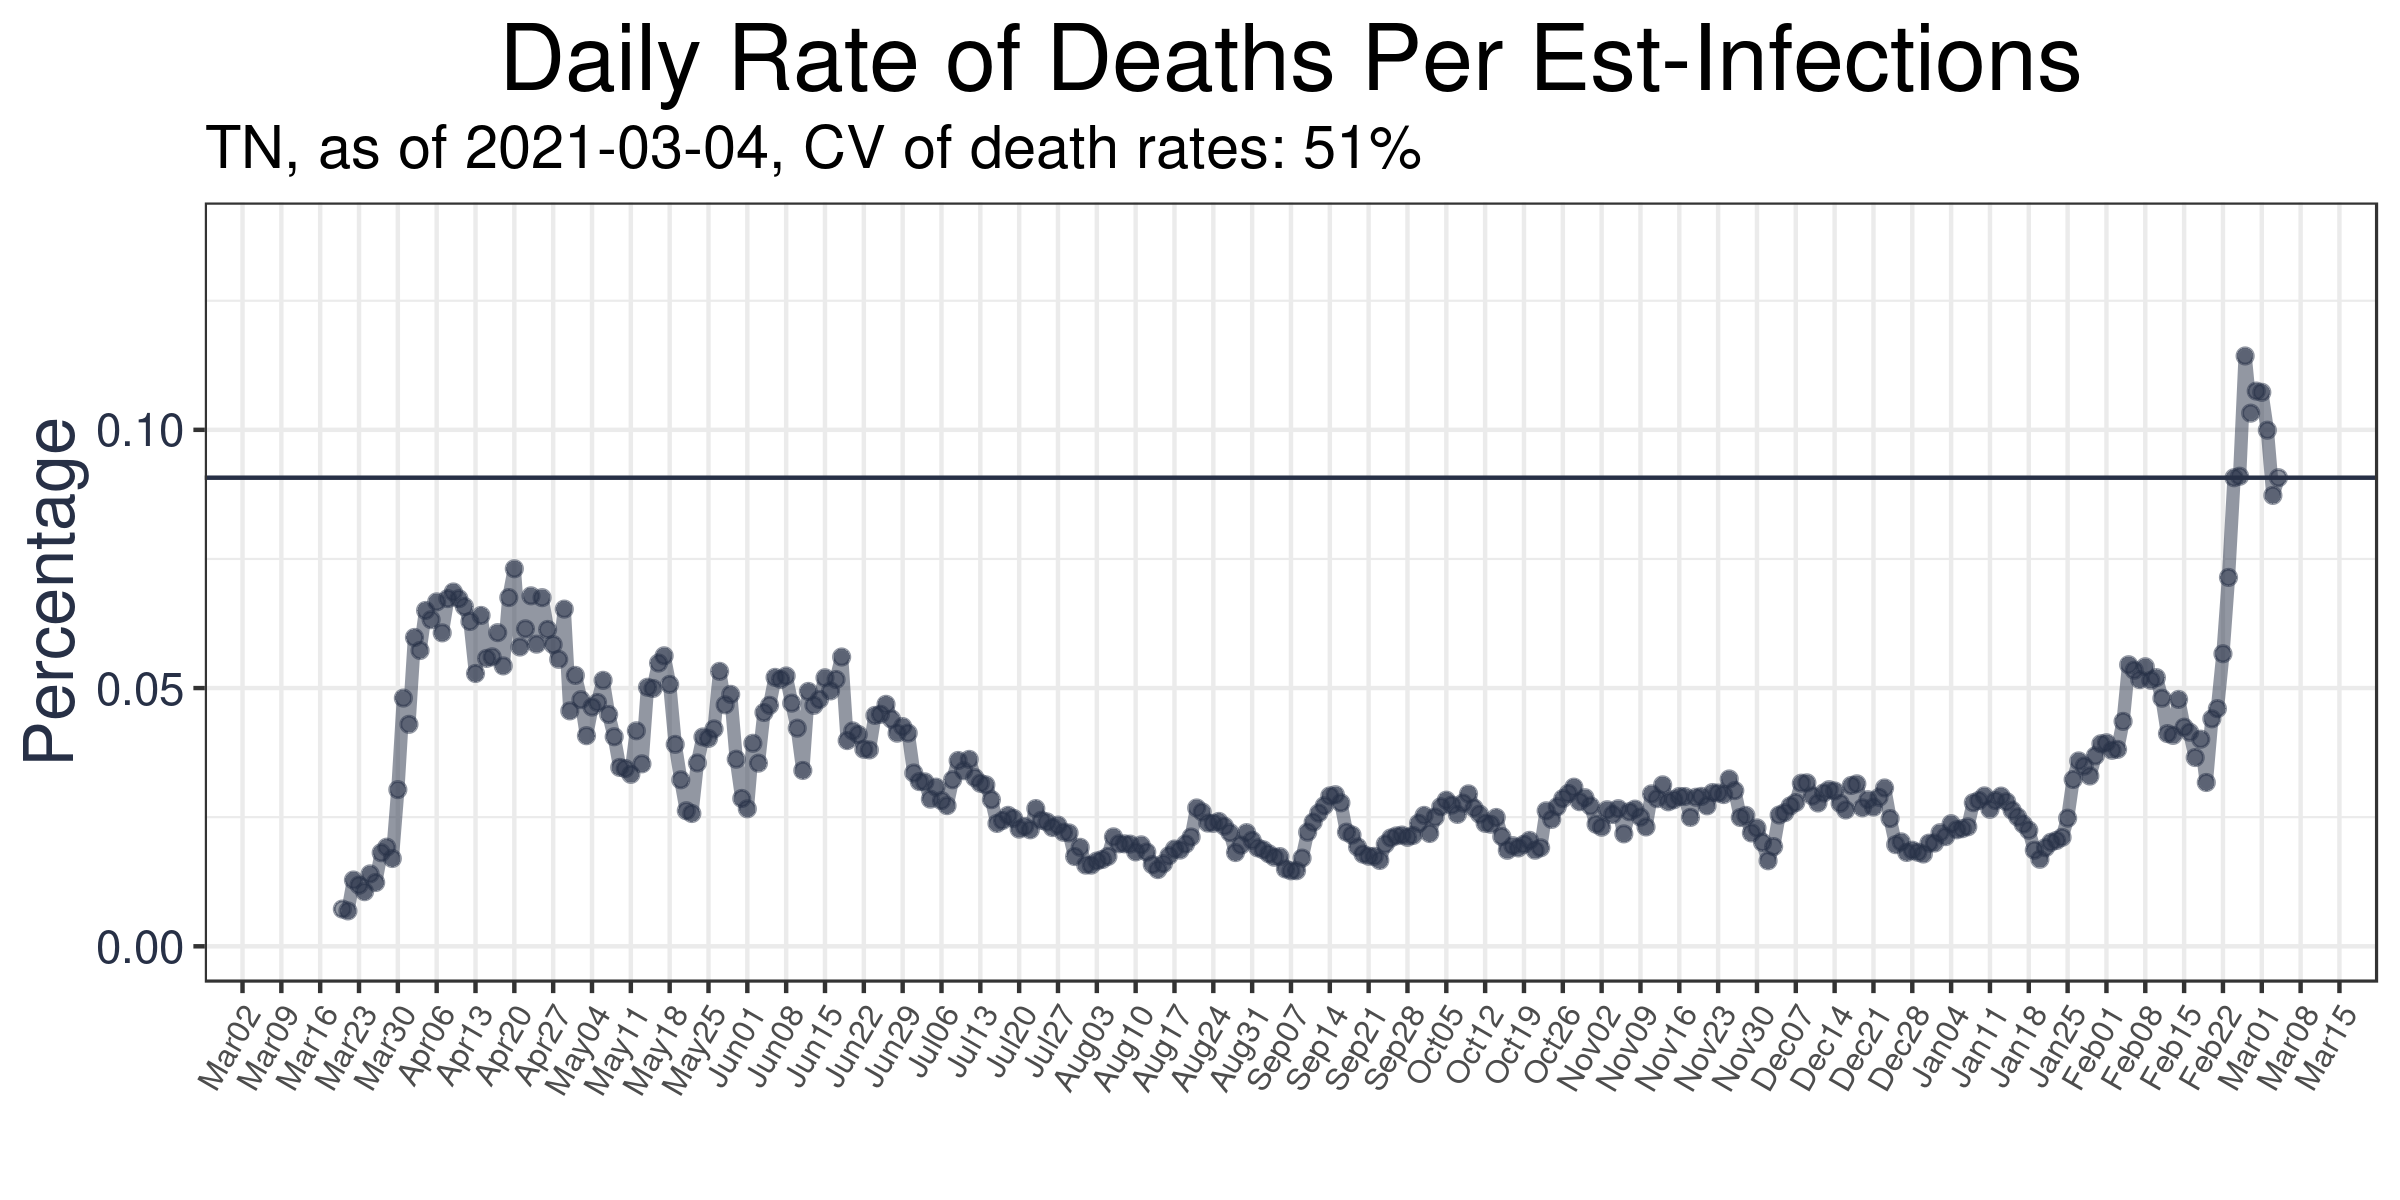 Daily Rate of Deaths Per Est-Infections
TN, as of 2021-03-04, CV of death rates: 51%
Percentage
0.10
0.05
0.00
Mar02
Mar09
Mar16
Mar23
Mar30
Apr06
Apr13
Apr20
Apr27
May04
May11
May18
May25
Jun01
Jun08
Jun15
Jun22
Jun29
Jul06
Jul13
Jul20
Jul27
Aug03
Aug10
Aug17
Aug24
Aug31
Sep07
Sep14
Sep21
Sep28
Oct05
Oct12
Oct19
Oct26
Nov02
Nov09
Nov16
Nov23
Nov30
Dec07
Dec14
Dec21
Dec28
Jan04
Jan11
Jan18
Jan25
Feb01
Feb08
Feb15
Feb22
Mar01
Mar08
Mar15